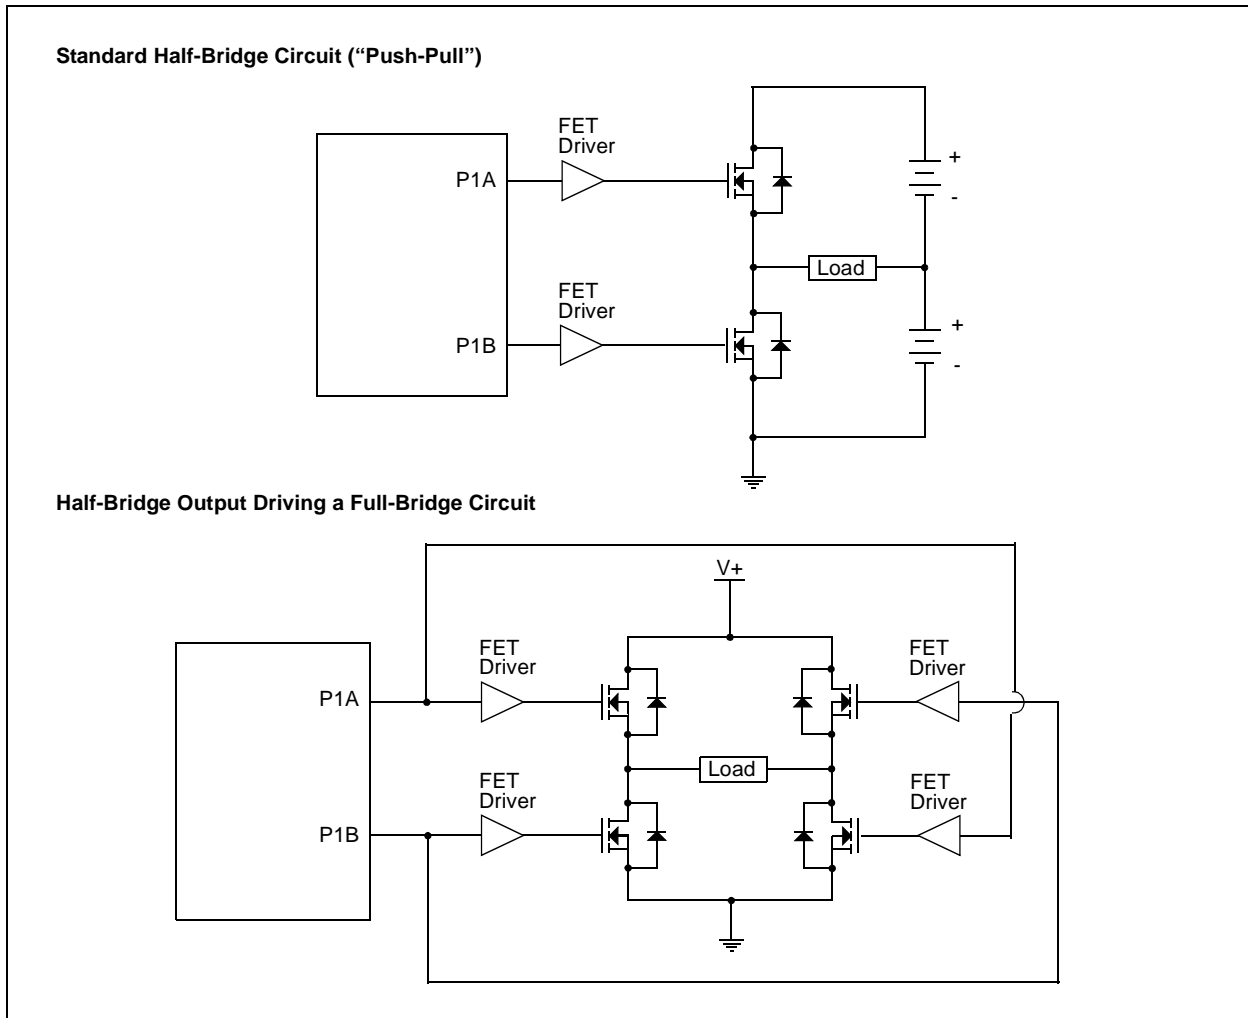 Standard Half-Bridge Circuit (“Push-Pull”)
FET
Driver
P1A
+
-
Load
FET
Driver
P1B
+
-
Half-Bridge Output Driving a Full-Bridge Circuit
V+
FET
Driver
FET
Driver
P1A
Load
FET
Driver
FET
Driver
P1B